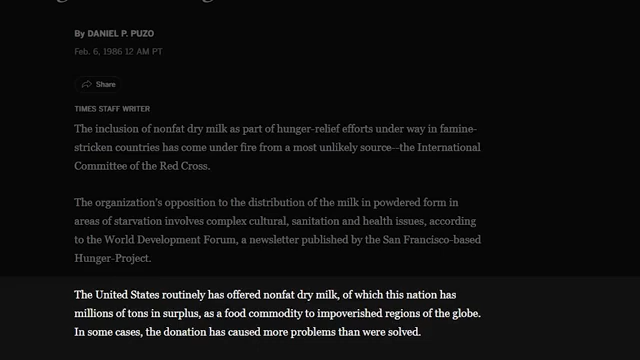 By DANIEL P. PUZO
Feb. 6, 1986 12 AM PT
Share
TIMES STAFF WRITER
The inclusion of nonfat dry milk as part of hunger-relief efforts under way in famine-
stricken countries has come under fire from a most unlikely source—the International
Committee of the Red Cross.
The organization's opposition to the distribution of the milk in powdered form in
areas of starvation involves complex cultural, sanitation and health issues, according
to the World Development Forum, a newsletter published by the San Francisco-based
Hunger-Project.
The United States routinely has offered nonfat dry milk, of which this nation has
millions of tons in surplus, as a food commodity to impoverished regions of the globe.
In some cases, the donation has caused more problems than were solved.